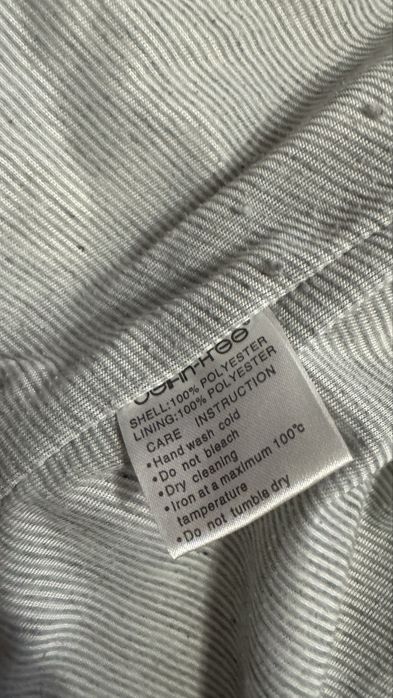 SHELL:100% POLYESTER
LINING:100% POLYESTER
CARE INSTRUCTION
•Hand wash cold
•Do not bleach
•Dry cleaning
•Iron at a maximum 100°c
tamperature
•Do not tumble dry